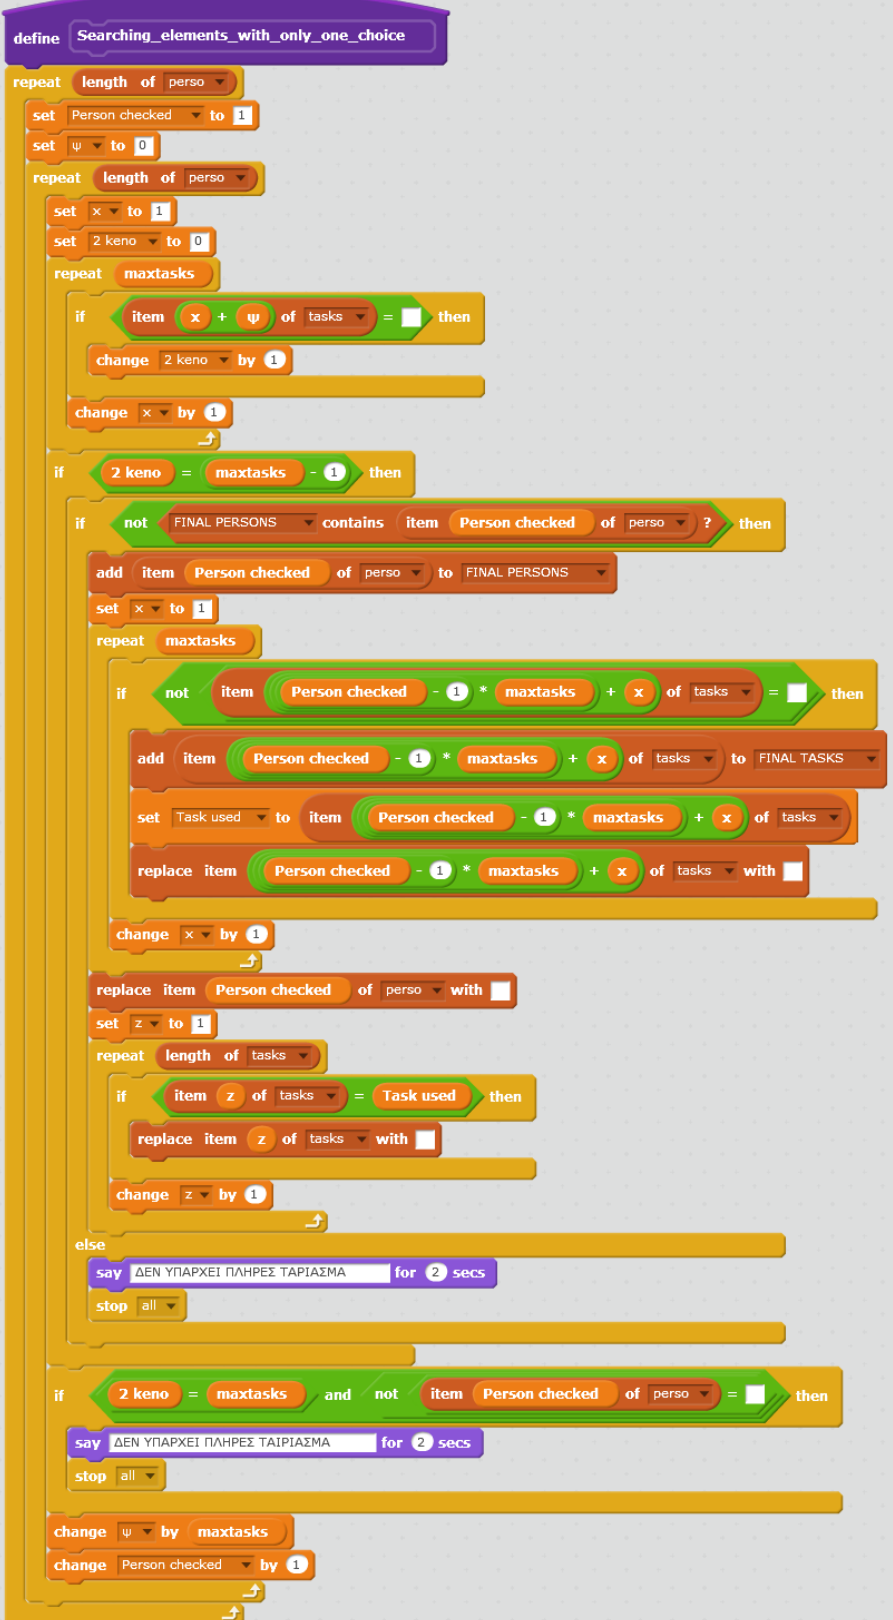 define Searching_elements_with_only_one_choice
repeat length of perso
set Person checked to 1
set ψ to 0
repeat length of perso
set x to 1
set 2 keno to 0
repeat maxtasks
if item x + ψ of tasks = then
change 2 keno by 1
change x by 1
if 2 keno = maxtasks - 1 then
if not FINAL PERSONS contains item Person checked of perso ? then
add item Person checked of perso to FINAL PERSONS
set x to 1
repeat maxtasks
if not item Person checked - 1 * maxtasks + x of tasks = then
add item Person checked - 1 * maxtasks + x of tasks to FINAL TASKS
set Task used to item Person checked - 1 * maxtasks + x of tasks
replace item Person checked - 1 * maxtasks + x of tasks with
change x by 1
replace item Person checked of perso with
set z to 1
repeat length of tasks
if item z of tasks = Task used then
replace item z of tasks with
change z by 1
else
say ΔΕΝ ΥΠΑΡΧΕΙ ΠΛΗΡΕΣ ΤΑΡΙΑΣΜΑ for 2 secs
stop all
if 2 keno = maxtasks and not item Person checked of perso = then
say ΔΕΝ ΥΠΑΡΧΕΙ ΠΛΗΡΕΣ ΤΑΙΡΙΑΣΜΑ for 2 secs
stop all
change ψ by maxtasks
change Person checked by 1